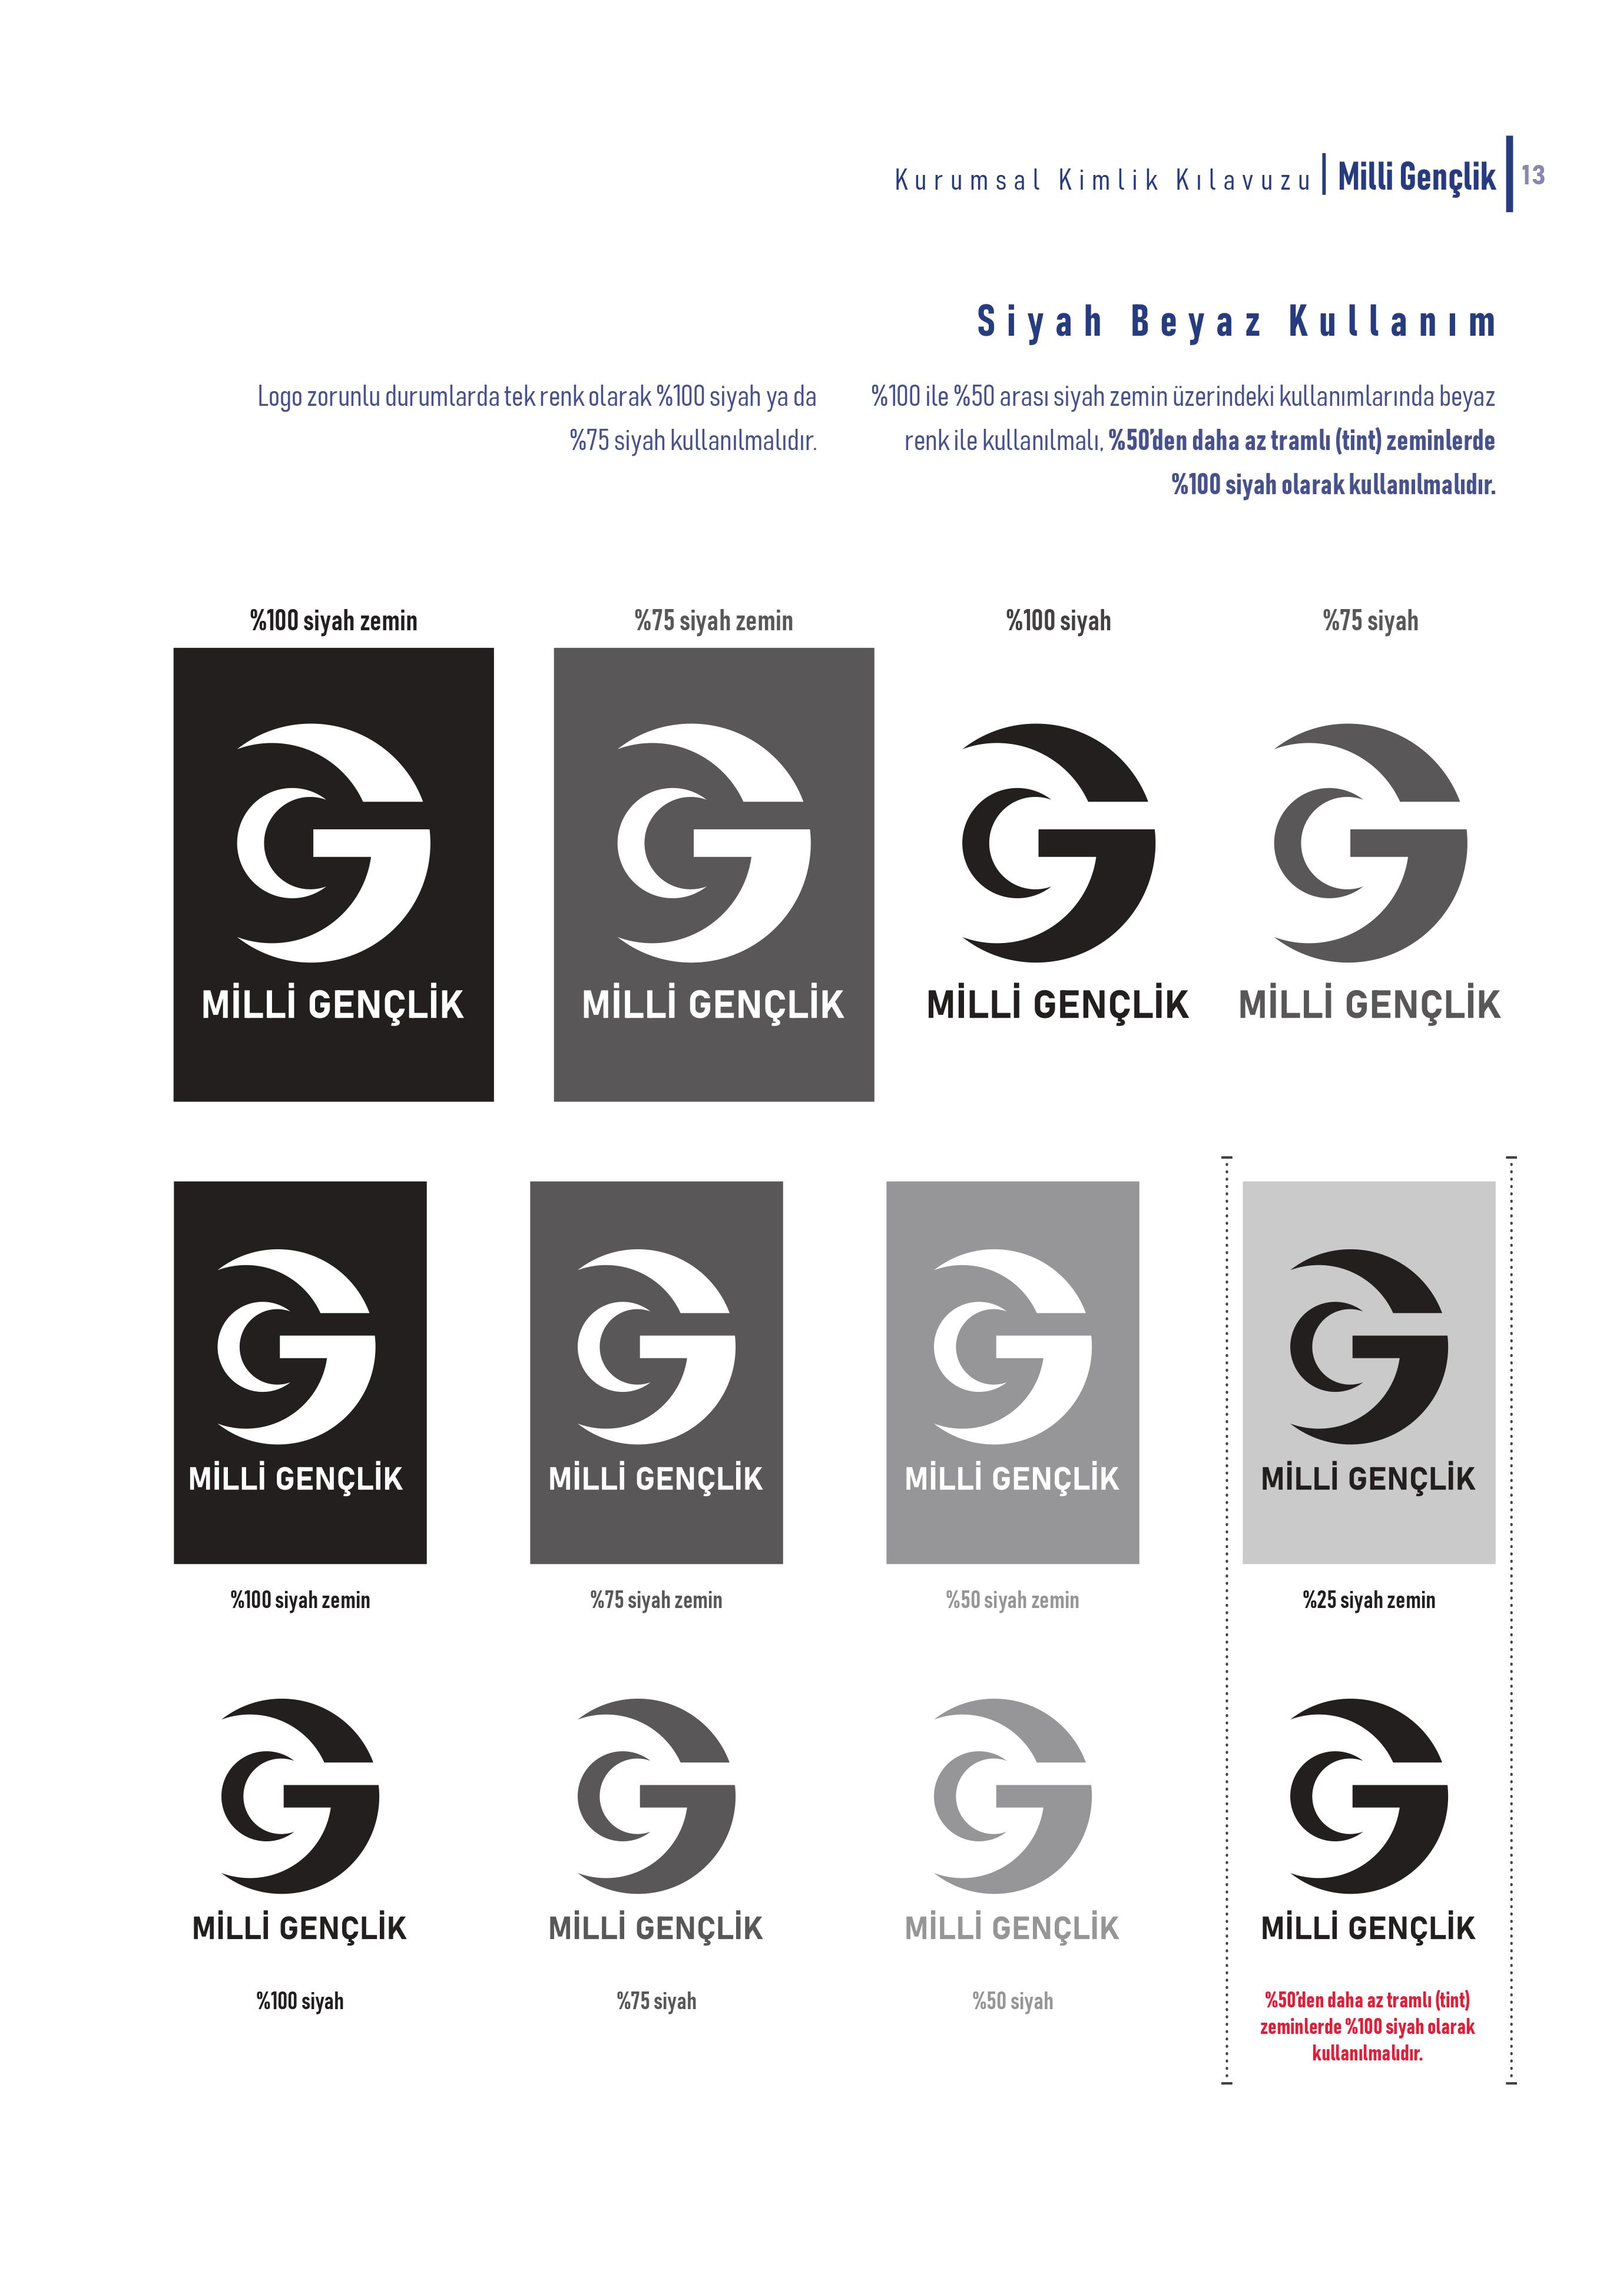 Kurumsal Kimlik Kılavuzu Milli Gençlik 13
Siyah Beyaz Kullanım
Logo zorunlu durumlarda tek renk olarak %100 siyah ya da
%75 siyah kullanılmalıdır.
%100 ile %50 arası siyah zemin üzerindeki kullanımlarında beyaz
renk ile kullanılmalı, %50'den daha az tramlı (tint) zeminlerde
%100 siyah olarak kullanılmalıdır.
%100 siyah zemin
%75 siyah zemin
%100 siyah
%75 siyah
MİLLİ GENÇLİK
MİLLİ GENÇLİK
MİLLİ GENÇLİK
MİLLİ GENÇLİK
MİLLİ GENÇLİK
MİLLİ GENÇLİK
MİLLİ GENÇLİK
MİLLİ GENÇLİK
%100 siyah zemin
%75 siyah zemin
%50 siyah zemin
%25 siyah zemin
MİLLİ GENÇLİK
MİLLİ GENÇLİK
MİLLİ GENÇLİK
MİLLİ GENÇLİK
%100 siyah
%75 siyah
%50 siyah
%50'den daha az tramlı (tint)
zeminlerde %100 siyah olarak
kullanılmalıdır.